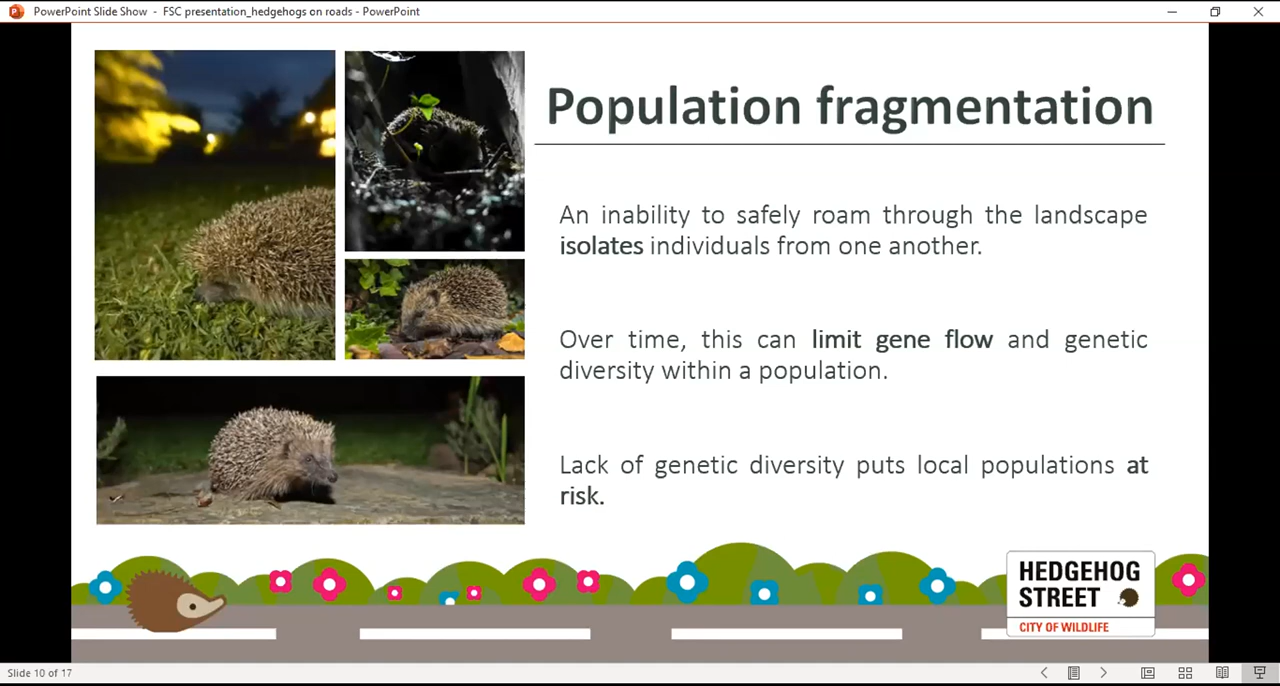 PowerPoint Slide Show - FSC presentation_hedgehogs on roads - PowerPoint
Population fragmentation
An inability to safely roam through the landscape
isolates individuals from one another.
Over time, this can limit gene flow and genetic
diversity within a population.
Lack of genetic diversity puts local populations at
risk.
HEDGEHOG
STREET
CITY OF WILDLIFE
Slide 10 of 17